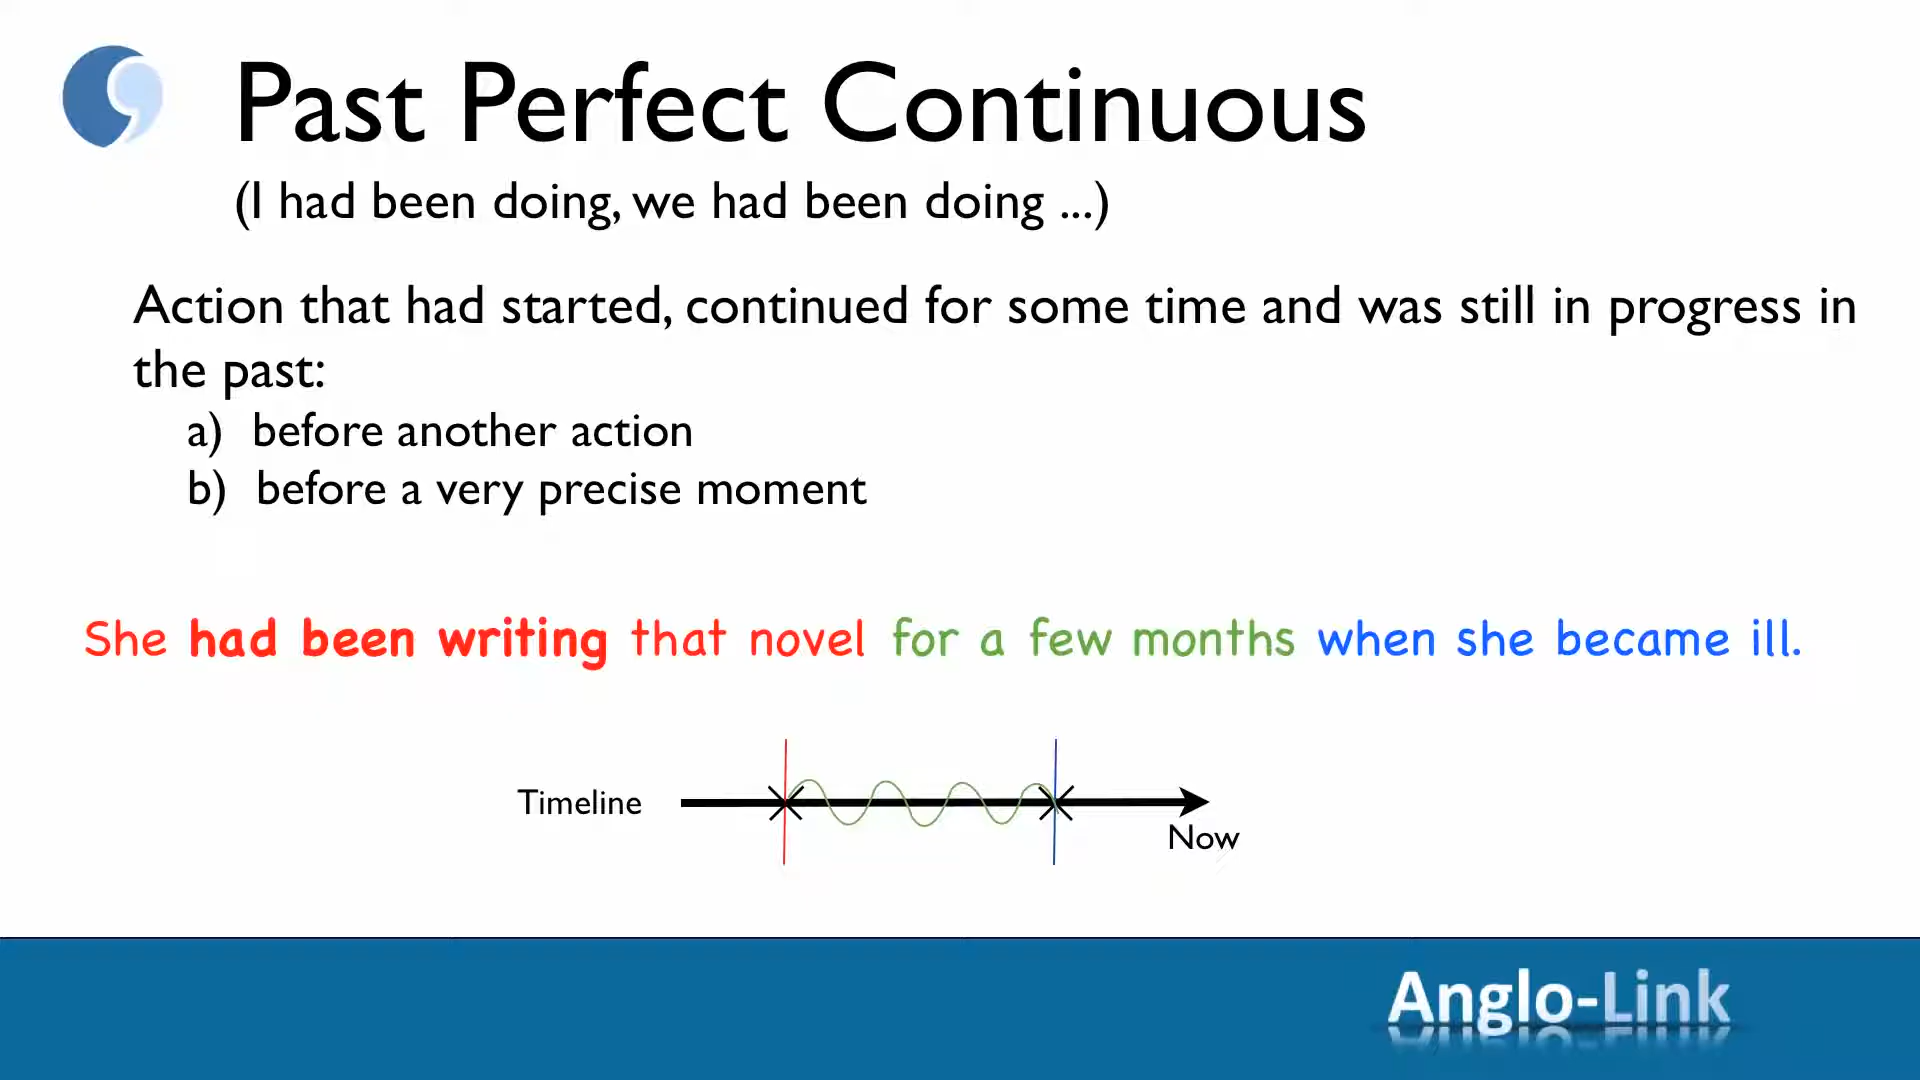 Past Perfect Continuous
(I had been doing, we had been doing ...)
Action that had started, continued for some time and was still in progress in
the past:
a) before another action
b) before a very precise moment
She had been writing that novel for a few months when she became ill.
Timeline
Now
Anglo-Link